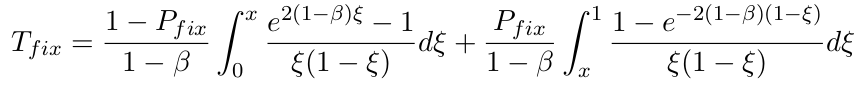 T_{fix} = \frac{1 - P_{fix}}{1 - \beta} \int_0^x \frac{e^{2(1-\beta)\xi} - 1}{\xi(1 - \xi)} d\xi + \frac{P_{fix}}{1 - \beta} \int_x^1 \frac{1 - e^{-2(1-\beta)(1-\xi)}}{\xi(1 - \xi)} d\xi